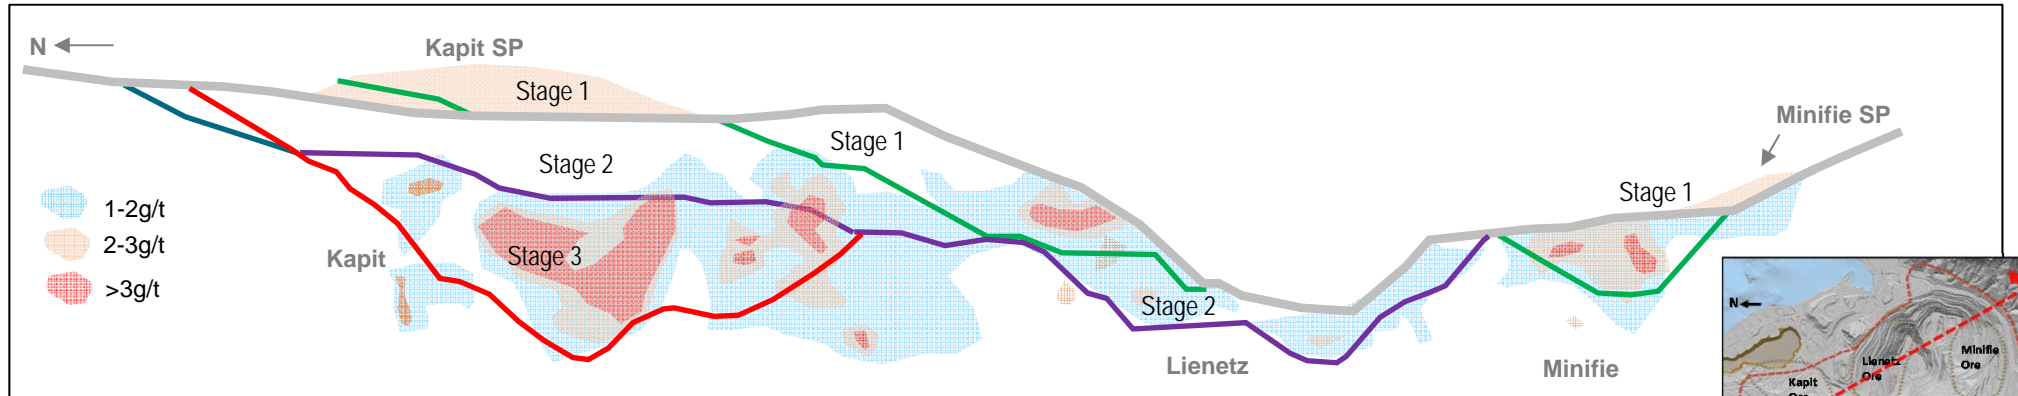 N
Kapit SP
Stage 1
Stage 1
Minifie SP
Stage 2
Stage 1
1-2g/t
2-3g/t
Kapit
Stage 3
>3g/t
Stage 2
Lienetz
Minifie
N
Lienetz
Ore
Minifie
Ore
Kapit